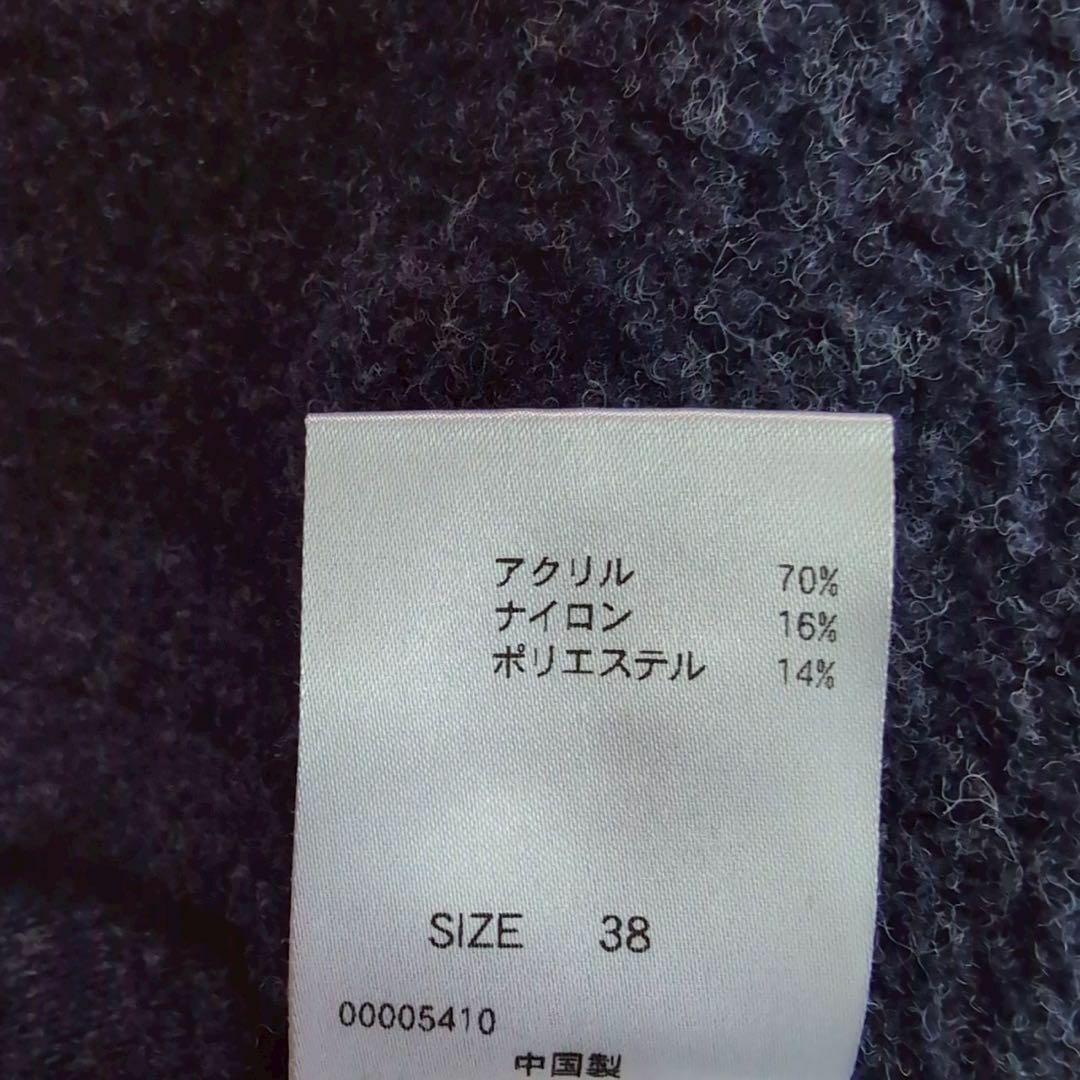 アクリル 70%
ナイロン 16%
ポリエステル 14%
SIZE 38
00005410
中国製